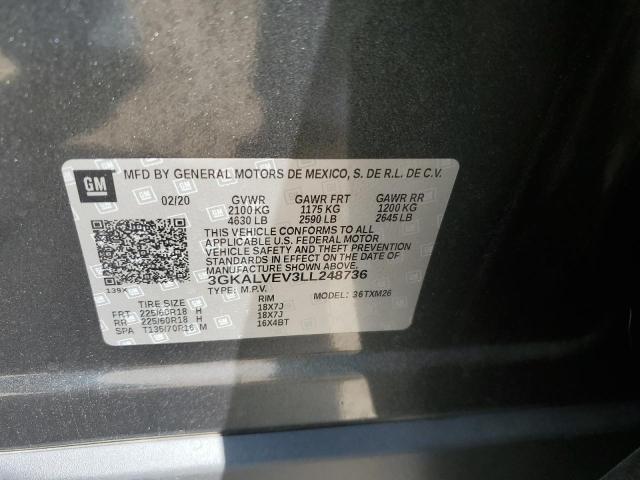 GM
MFD BY GENERAL MOTORS DE MEXICO, S. DE R.L. DE C.V.
02/20 GVWR GAWR FRT GAWR RR
2100 KG 1175 KG 1200 KG
4630 LB 2590 LB 2645 LB
THIS VEHICLE CONFORMS TO ALL
APPLICABLE U.S. FEDERAL MOTOR
VEHICLE SAFETY AND THEFT PREVENTION
STANDARDS IN EFFECT ON THE DATE OF
MANUFACTURE SHOWN ABOVE.
3GKALVEV3LL248736
139X TYPE: M.P.V. MODEL: 36TXM26
TIRE SIZE RIM
FRT 225/60R18 H 18X7J
RR 225/60R18 H 18X7J
SPA T135/70R16 M 16X4BT